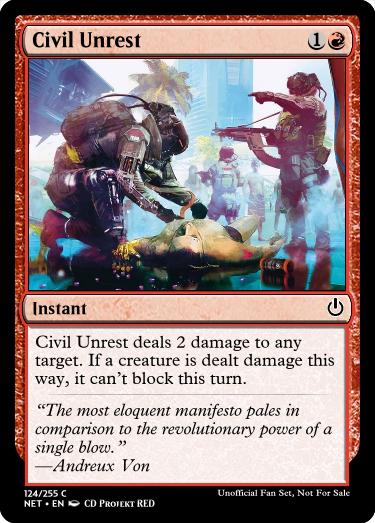 Civil Unrest 1
Instant
Civil Unrest deals 2 damage to any
target. If a creature is dealt damage this
way, it can't block this turn.
“The most eloquent manifesto pales in
comparison to the revolutionary power of a
single blow.”
—Andreux Von
124/255 C
NET • EN CD PROJEKT RED
Unofficial Fan Set, Not For Sale